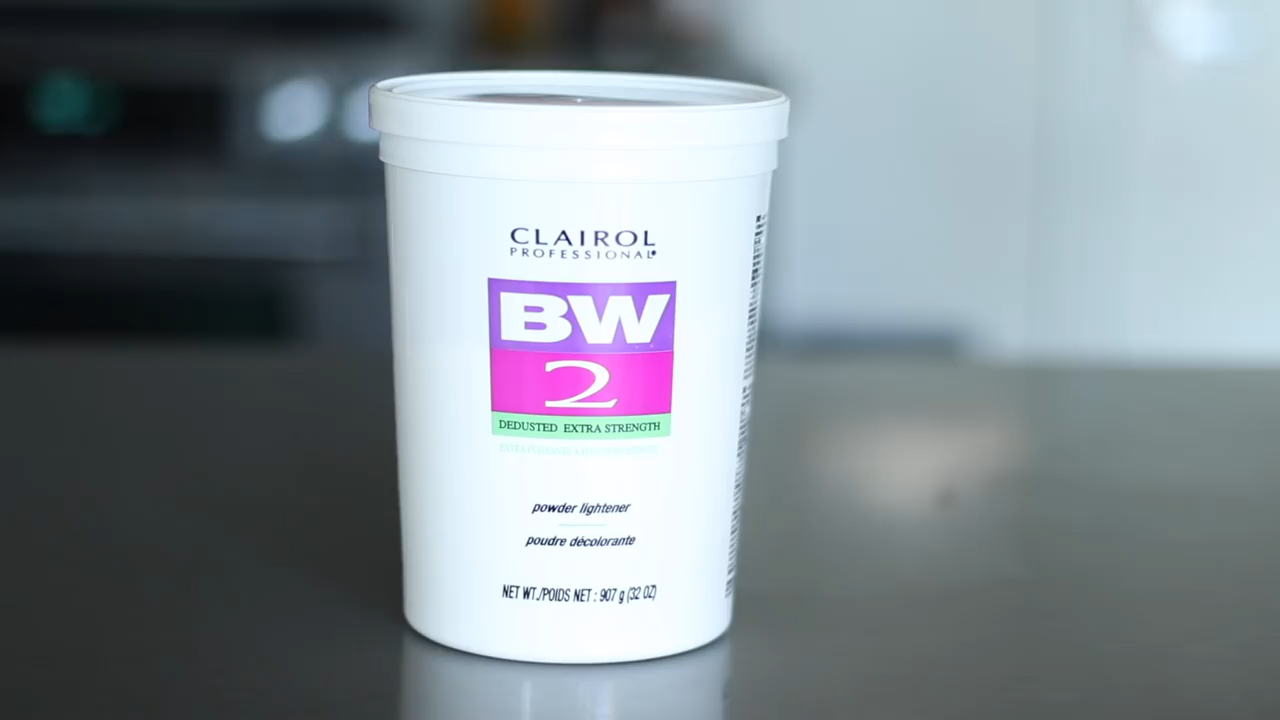 CLAIROL
PROFESSIONAL
BW
2
DEDUSTED EXTRA STRENGTH
powder lightener
poudre décolorante
NET WT./POIDS NET : 907 g (32 OZ)